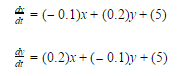 dx/dt = (– 0.1)x + (0.2)y + (5)
dy/dt = (0.2)x + (– 0.1)y + (5)